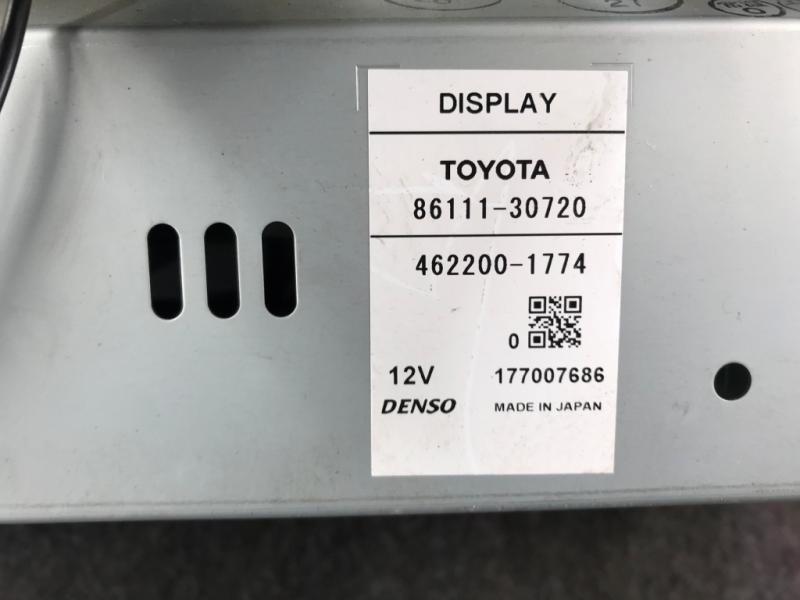 DISPLAY
TOYOTA
86111-30720
462200-1774
0
12V
177007686
DENSO
MADE IN JAPAN